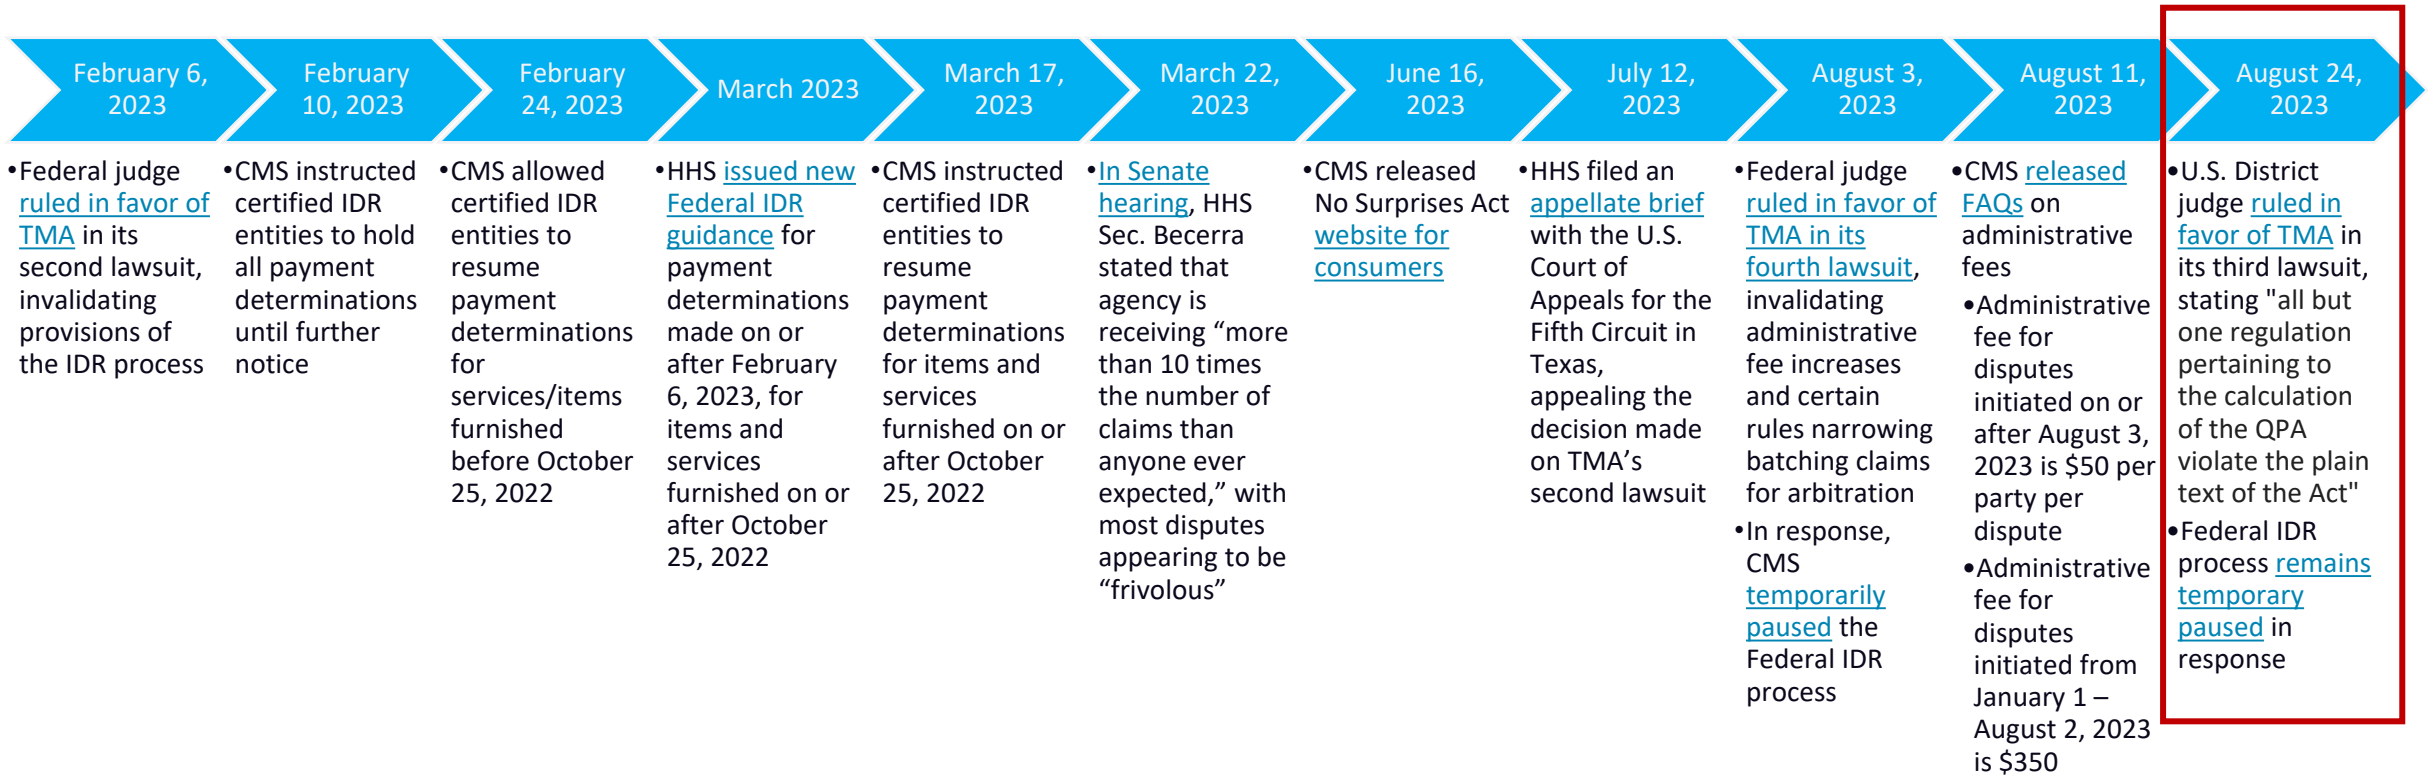 February 6,
2023
•Federal judge
ruled in favor of
TMA in its
second lawsuit,
invalidating
provisions of
the IDR process
February
10, 2023
•CMS instructed
certified IDR
entities to hold
all payment
determinations
until further
notice
February
24, 2023
•CMS allowed
certified IDR
entities to
resume
payment
determinations
for
services/items
furnished
before October
25, 2022
March 2023
•HHS issued new
Federal IDR
guidance for
payment
determinations
made on or
after February
6, 2023, for
items and
services
furnished on or
after October
25, 2022
March 17,
2023
•CMS instructed
certified IDR
entities to
resume
payment
determinations
for items and
services
furnished on or
after October
25, 2022
March 22,
2023
•In Senate
hearing, HHS
Sec. Becerra
stated that
agency is
receiving “more
than 10 times
the number of
claims than
anyone ever
expected,” with
most disputes
appearing to be
“frivolous”
June 16,
2023
•CMS released
No Surprises Act
website for
consumers
July 12,
2023
•HHS filed an
appellate brief
with the U.S.
Court of
Appeals for the
Fifth Circuit in
Texas,
appealing the
decision made
on TMA’s
second lawsuit
August 3,
2023
•Federal judge
ruled in favor of
TMA in its
fourth lawsuit,
invalidating
administrative
fee increases
and certain
rules narrowing
batching claims
for arbitration
•In response,
CMS
temporarily
paused the
Federal IDR
process
August 11,
2023
•CMS released
FAQs on
administrative
fees
•Administrative
fee for
disputes
initiated on or
after August 3,
2023 is $50 per
party per
dispute
•Administrative
fee for
disputes
initiated from
January 1 –
August 2, 2023
is $350
August 24,
2023
•U.S. District
judge ruled in
favor of TMA in
its third lawsuit,
stating "all but
one regulation
pertaining to
the calculation
of the QPA
violate the plain
text of the Act"
•Federal IDR
process remains
temporary
paused in
response